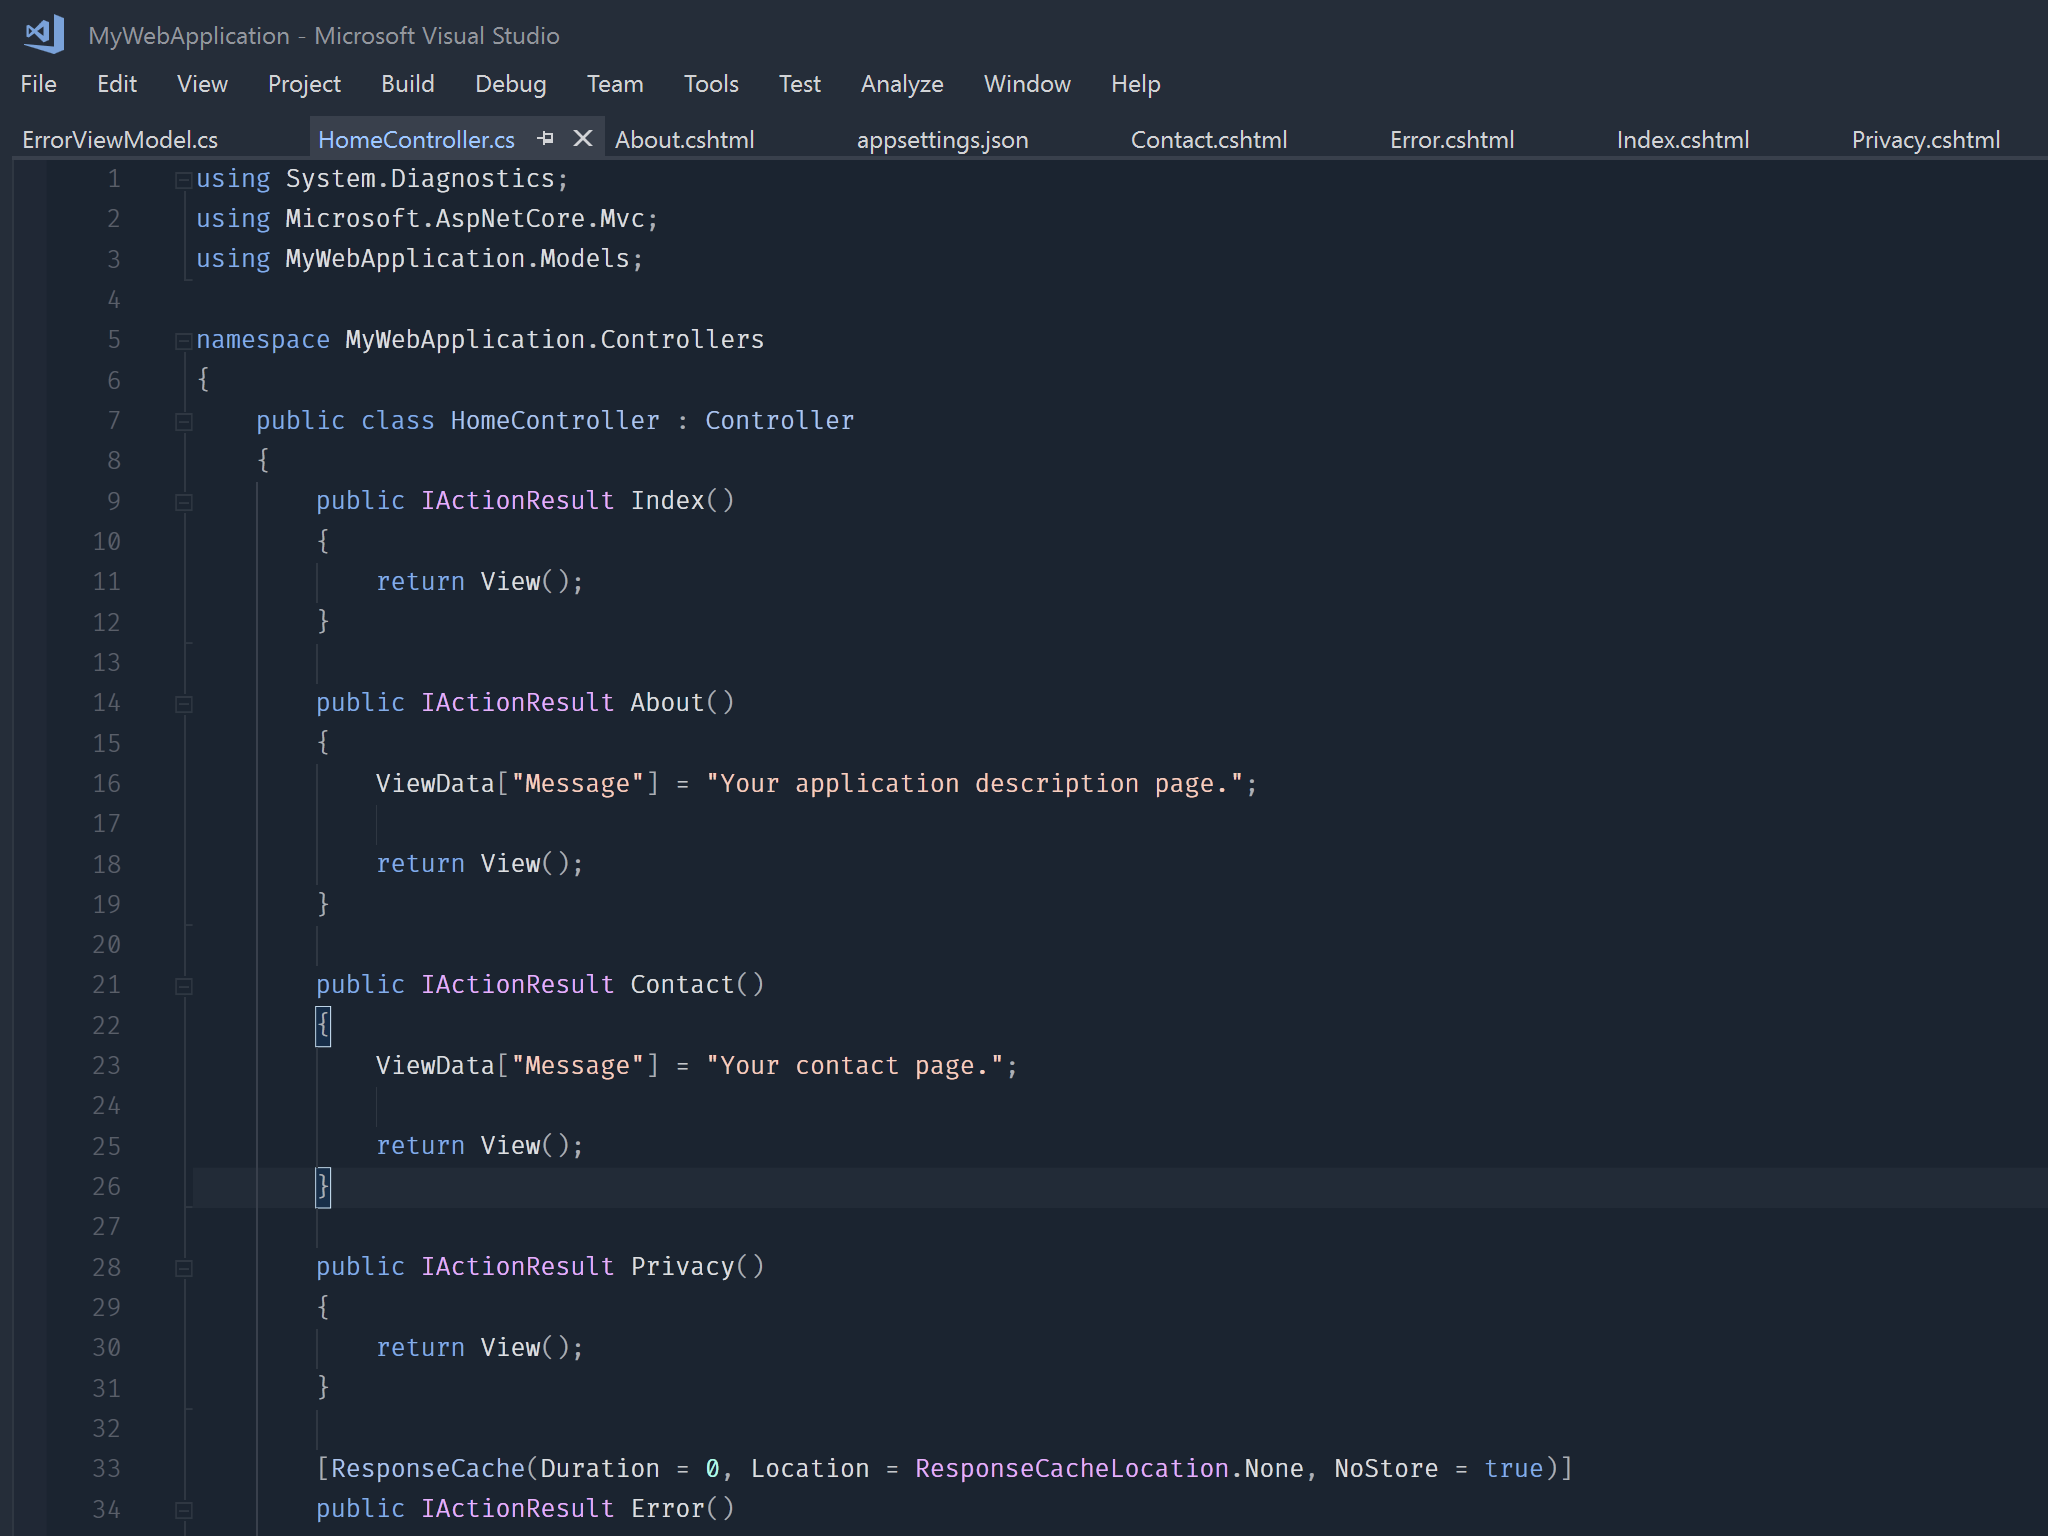 MyWebApplication - Microsoft Visual Studio
File Edit View Project Build Debug Team Tools Test Analyze Window Help
ErrorViewModel.cs HomeController.cs About.cshtml appsettings.json Contact.cshtml Error.cshtml Index.cshtml Privacy.cshtml
1 using System.Diagnostics;
2 using Microsoft.AspNetCore.Mvc;
3 using MyWebApplication.Models;
4
5 namespace MyWebApplication.Controllers
6 {
7     public class HomeController : Controller
8     {
9         public IActionResult Index()
10         {
11             return View();
12         }
13
14         public IActionResult About()
15         {
16             ViewData["Message"] = "Your application description page.";
17
18             return View();
19         }
20
21         public IActionResult Contact()
22         {
23             ViewData["Message"] = "Your contact page.";
24
25             return View();
26         }
27
28         public IActionResult Privacy()
29         {
30             return View();
31         }
32
33         [ResponseCache(Duration = 0, Location = ResponseCacheLocation.None, NoStore = true)]
34         public IActionResult Error()